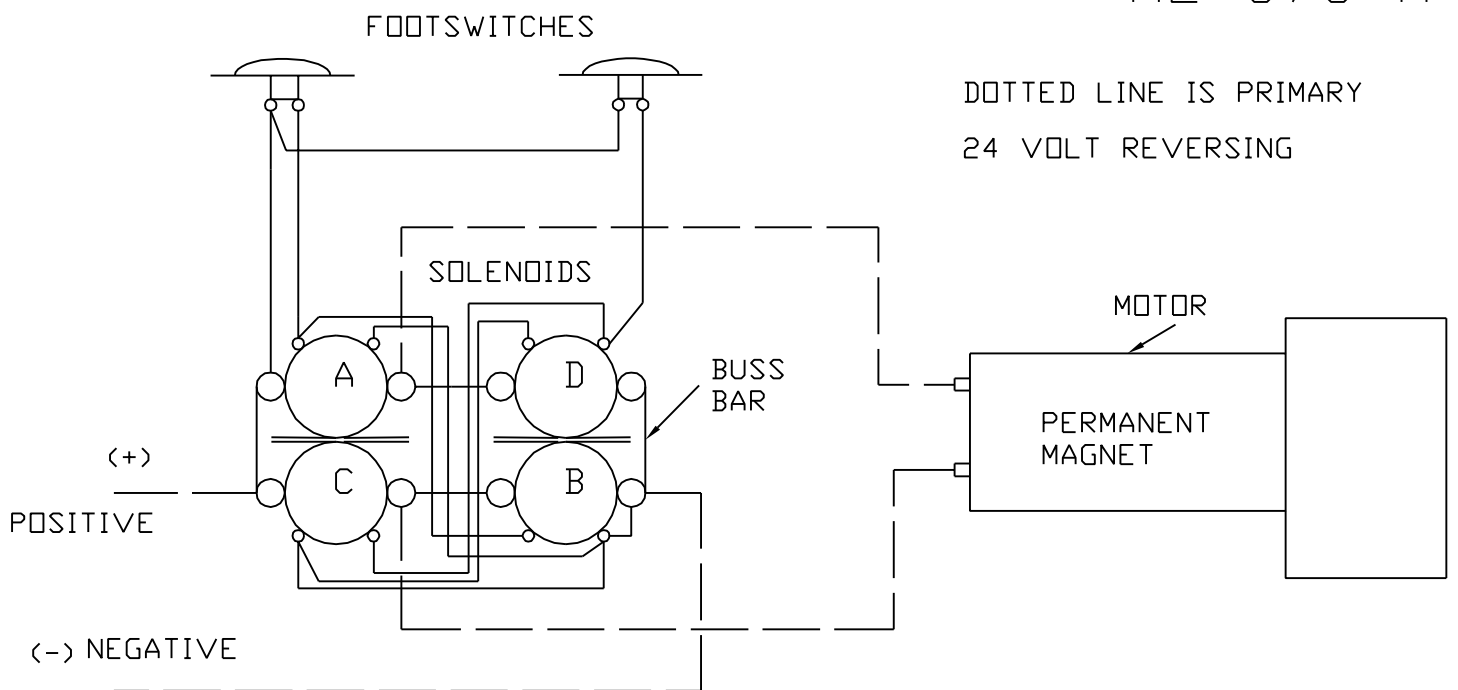 FOOTSWITCHES
DOTTED LINE IS PRIMARY
24 VOLT REVERSING
SOLENOIDS
MOTOR
A
D
BUSS
BAR
PERMANENT
MAGNET
(+)
POSITIVE
C
B
(-) NEGATIVE